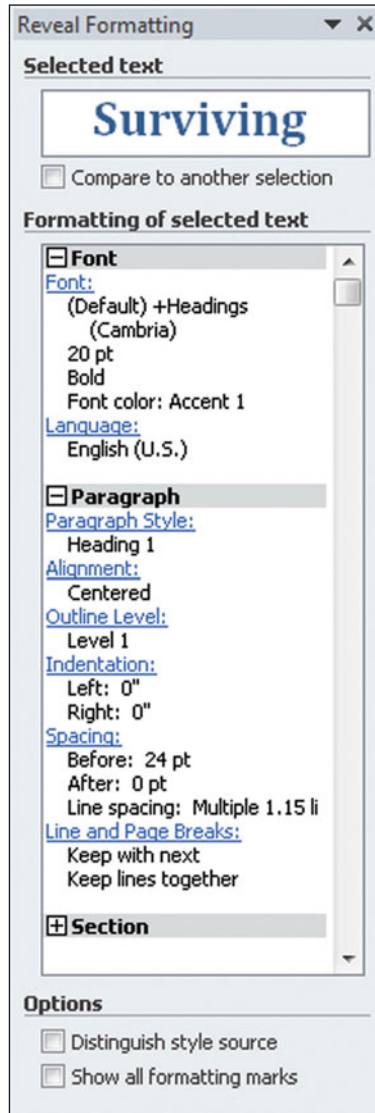 Reveal Formatting
Selected text
Surviving
Compare to another selection
Formatting of selected text
Font
Font:
(Default) +Headings
(Cambria)
20 pt
Bold
Font color: Accent 1
Language:
English (U.S.)
Paragraph
Paragraph Style:
Heading 1
Alignment:
Centered
Outline Level:
Level 1
Indentation:
Left: 0"
Right: 0"
Spacing:
Before: 24 pt
After: 0 pt
Line spacing: Multiple 1.15 li
Line and Page Breaks:
Keep with next
Keep lines together
Section
Options
Distinguish style source
Show all formatting marks